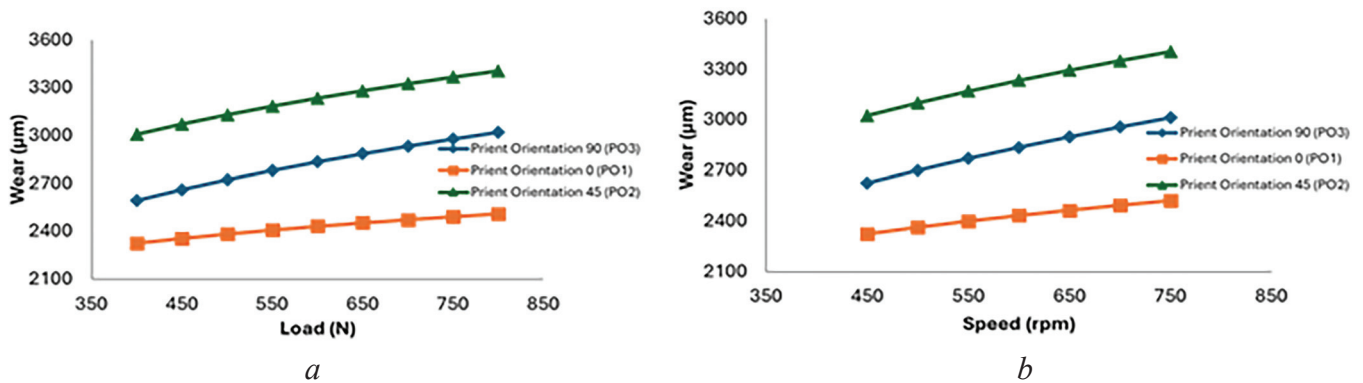 3600
3300
3000
2700
2400
2100
Wear (µm)
350 450 550 650 750 850
Load (N)
Prient Orientation 90 (PO3)
Prient Orientation 0 (PO1)
Prient Orientation 45 (PO2)
a
3600
3300
3000
2700
2400
2100
Wear (µm)
350 450 550 650 750 850
Speed (rpm)
Prient Orientation 90 (PO3)
Prient Orientation 0 (PO1)
Prient Orientation 45 (PO2)
b